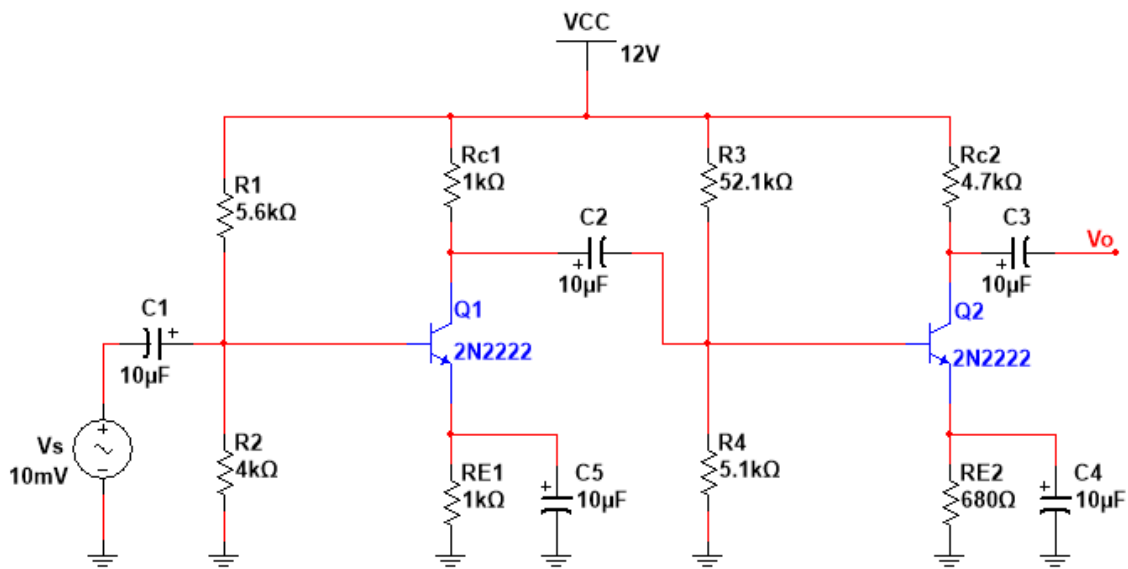 VCC
12V
Rc1
1kΩ
R3
52.1kΩ
Rc2
4.7kΩ
R1
5.6kΩ
C2
10µF
C3
10µF
Vo
C1
10µF
Q1
2N2222
Q2
2N2222
Vs
10mV
R2
4kΩ
RE1
1kΩ
C5
10µF
R4
5.1kΩ
RE2
680Ω
C4
10µF